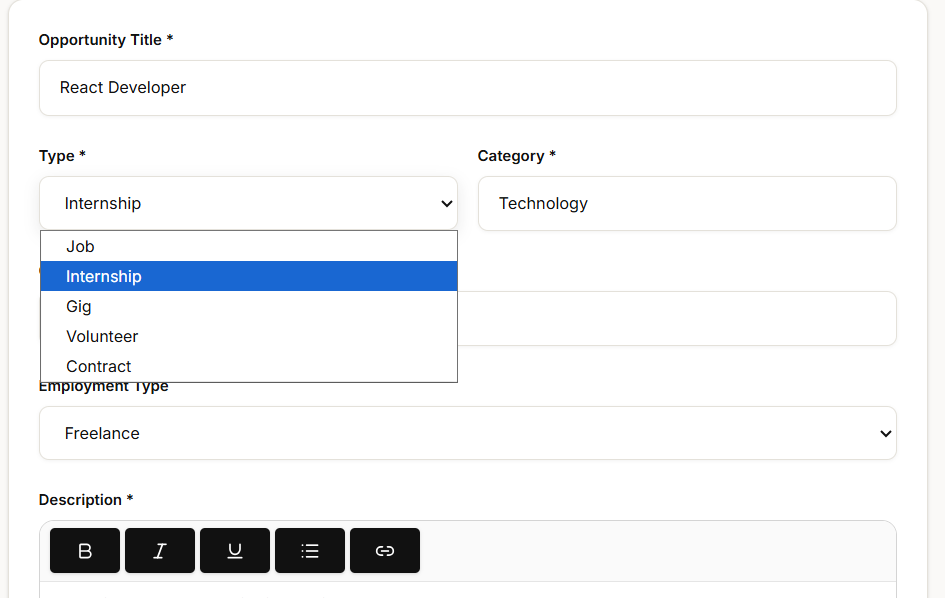 Opportunity Title *
React Developer
Type *
Category *
Internship
Technology
Job
Internship
Gig
Volunteer
Contract
Employment Type
Freelance
Description *
B I U